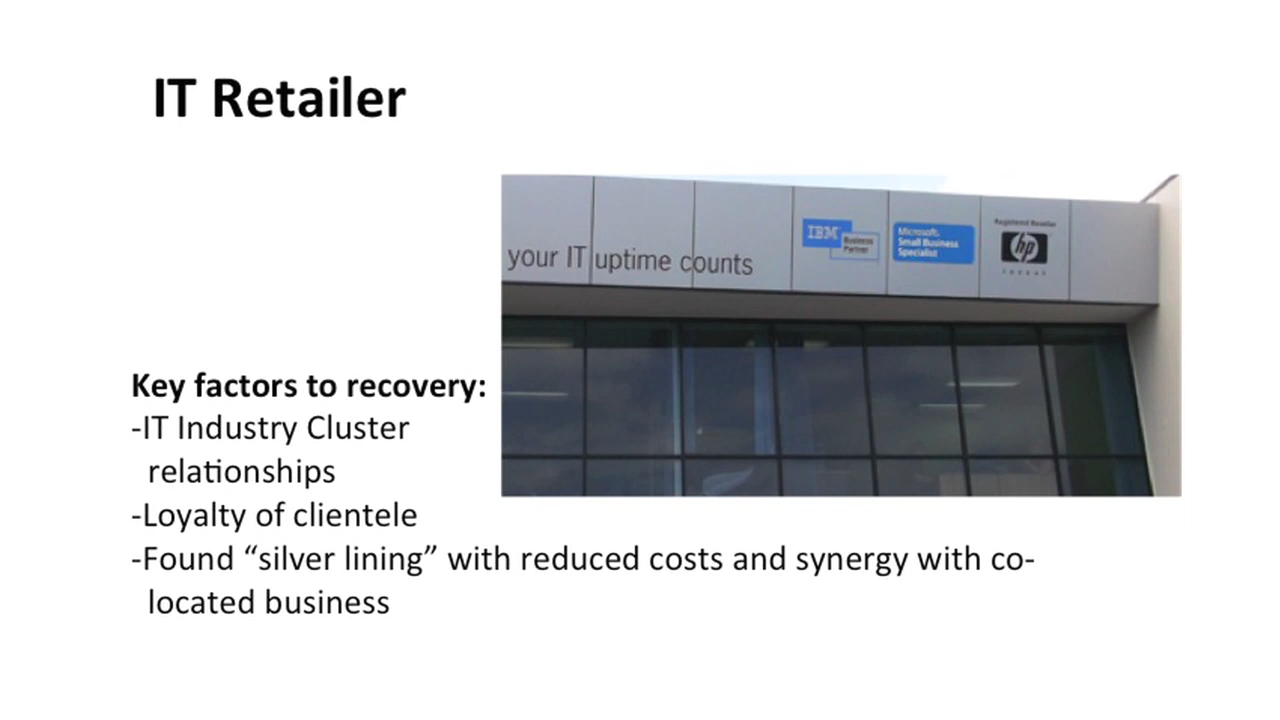 IT Retailer
your IT uptime counts
IBM
Business
Partner
Microsoft
Small Business
Specialist
Registered Reseller
hp
invent
Key factors to recovery:
-IT Industry Cluster
relationships
-Loyalty of clientele
-Found “silver lining” with reduced costs and synergy with co-
located business